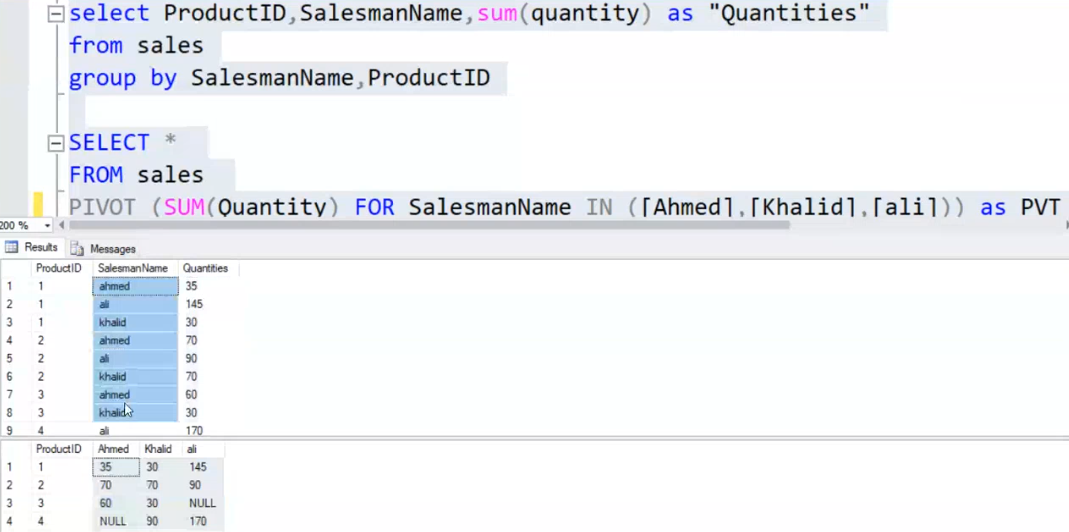 select ProductID,SalesmanName,sum(quantity) as "Quantities"
from sales
group by SalesmanName,ProductID
SELECT *
FROM sales
PIVOT (SUM(Quantity) FOR SalesmanName IN ([Ahmed],[Khalid],[ali])) as PVT
200 %
Results Messages
ProductID SalesmanName Quantities
1 1 ahmed 35
2 1 ali 145
3 1 khalid 30
4 2 ahmed 70
5 2 ali 90
6 2 khalid 70
7 3 ahmed 60
8 3 khalid 30
9 4 ali 170
ProductID Ahmed Khalid ali
1 1 35 30 145
2 2 70 70 90
3 3 60 30 NULL
4 4 NULL 90 170